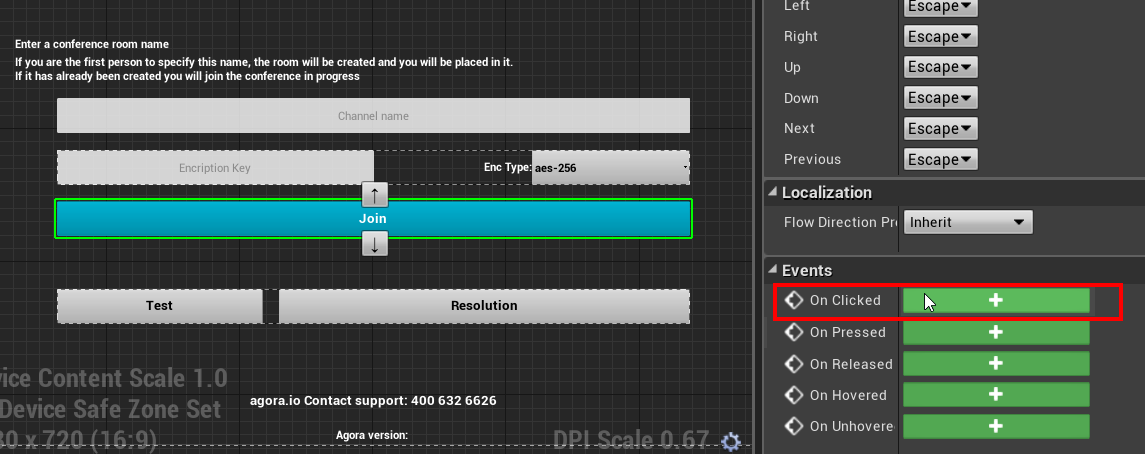 Enter a conference room name
If you are the first person to specify this name, the room will be created and you will be placed in it.
If it has already been created you will join the conference in progress
Channel name
Encription Key
Enc Type: aes-256
Join
Test
Resolution
vice Content Scale 1.0
Device Safe Zone Set
80 x 720 (16:9)
agora.io Contact support: 400 632 6626
Agora version:
DPI Scale 0.67
Left Escape
Right Escape
Up Escape
Down Escape
Next Escape
Previous Escape
Localization
Flow Direction Pr Inherit
Events
On Clicked
On Pressed
On Released
On Hovered
On Unhovere